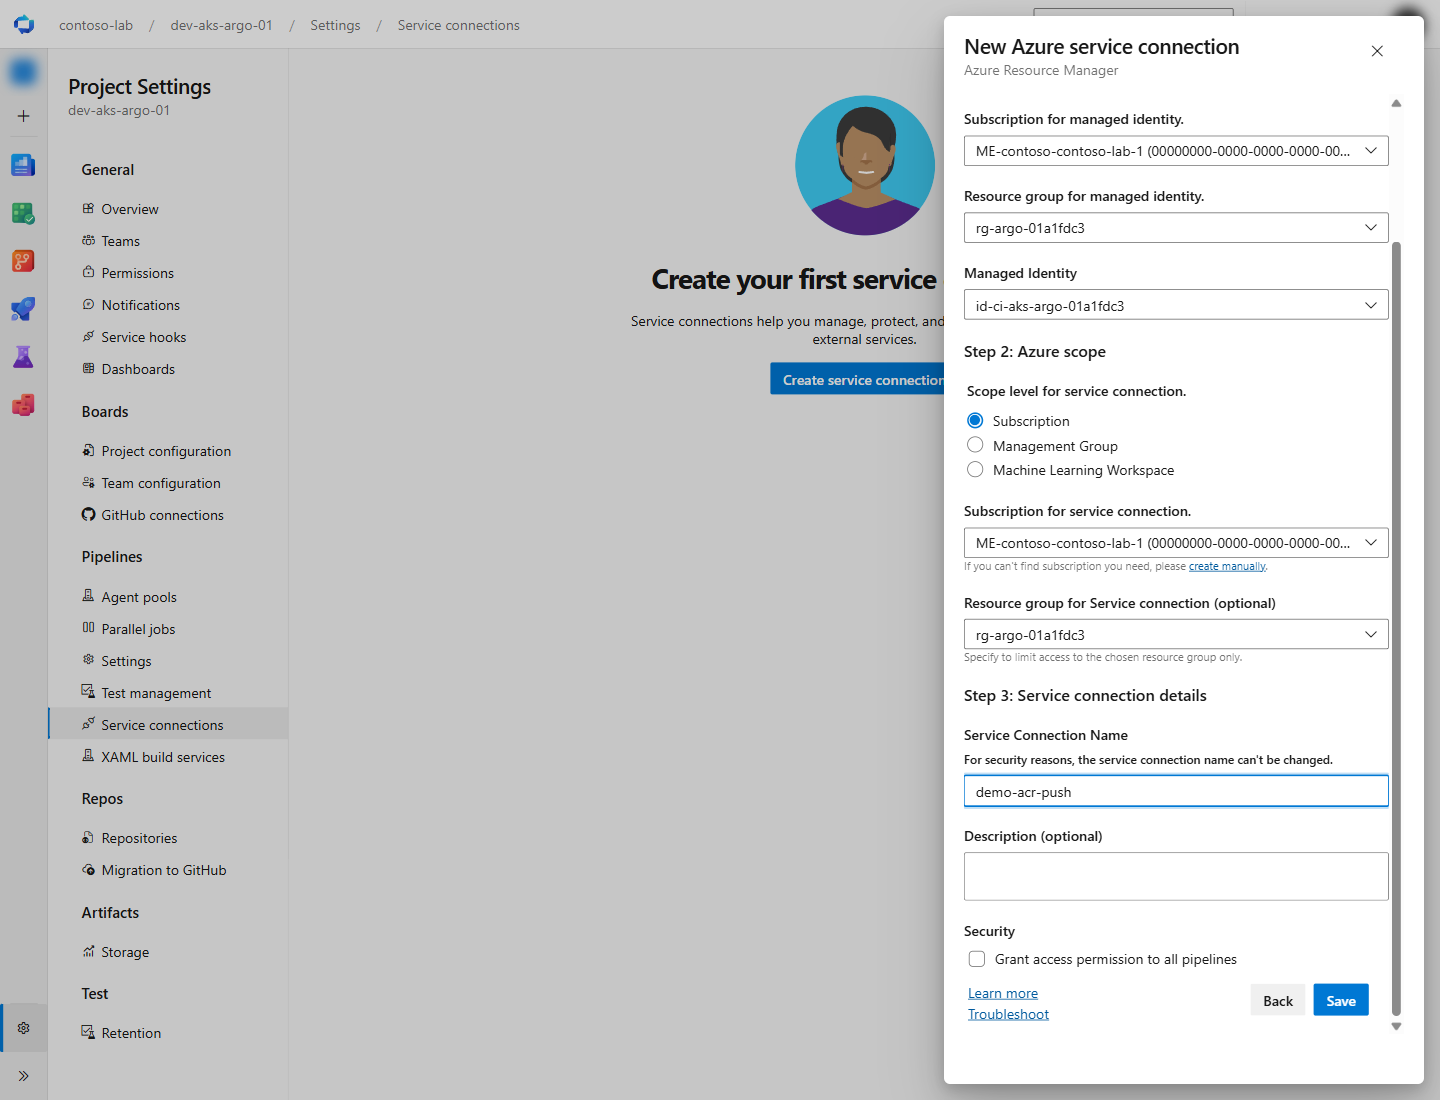 contoso-lab / dev-aks-argo-01 / Settings / Service connections
Project Settings
dev-aks-argo-01
General
Overview
Teams
Permissions
Notifications
Service hooks
Dashboards
Boards
Project configuration
Team configuration
GitHub connections
Pipelines
Agent pools
Parallel jobs
Settings
Test management
Service connections
XAML build services
Repos
Repositories
Migration to GitHub
Artifacts
Storage
Test
Retention
Create your first service
Service connections help you manage, protect, and
external services.
Create service connection
New Azure service connection
Azure Resource Manager
Subscription for managed identity.
ME-contoso-contoso-lab-1 (00000000-0000-0000-0000-00...
Resource group for managed identity.
rg-argo-01a1fdc3
Managed Identity
id-ci-aks-argo-01a1fdc3
Step 2: Azure scope
Scope level for service connection.
Subscription
Management Group
Machine Learning Workspace
Subscription for service connection.
ME-contoso-contoso-lab-1 (00000000-0000-0000-0000-00...
If you can't find subscription you need, please create manually.
Resource group for Service connection (optional)
rg-argo-01a1fdc3
Specify to limit access to the chosen resource group only.
Step 3: Service connection details
Service Connection Name
For security reasons, the service connection name can't be changed.
demo-acr-push
Description (optional)
Security
Grant access permission to all pipelines
Learn more
Troubleshoot
Back
Save